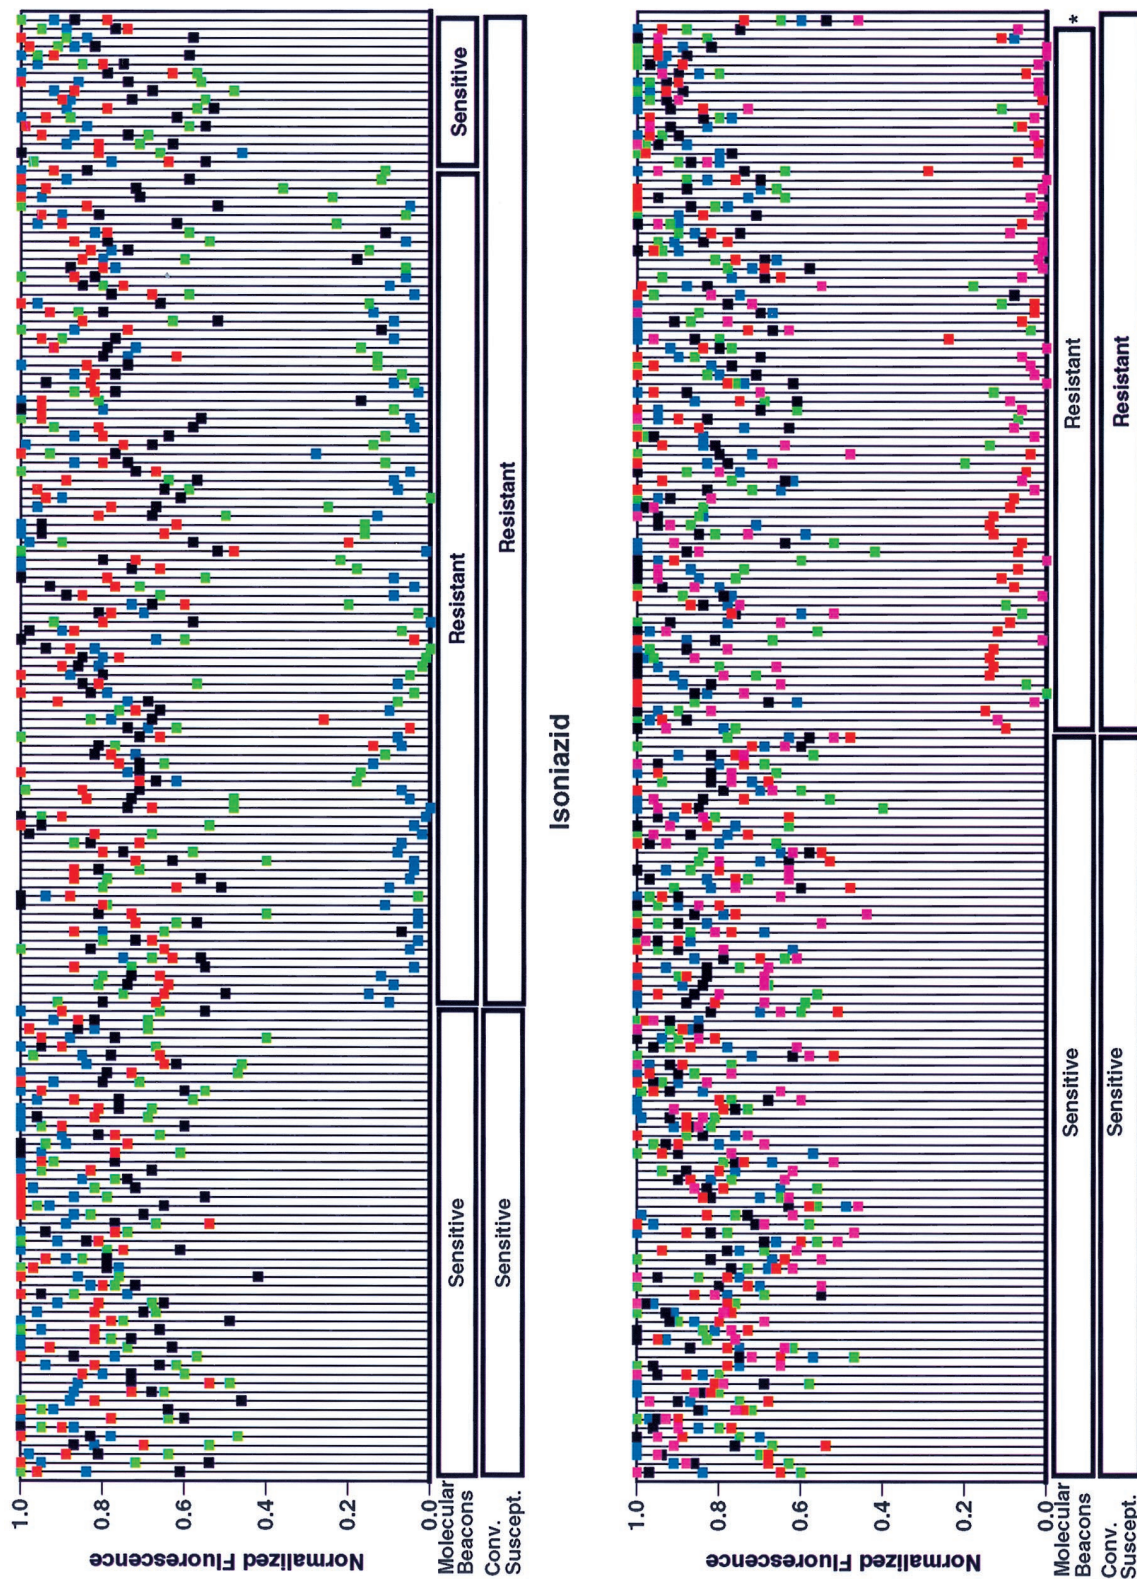 Normalized Fluorescence
1.0
0.8
0.6
0.4
0.2
0.0
Molecular
Beacons
Sensitive
Resistant
Sensitive
Conv.
Suscept.
Sensitive
Resistant
Isoniazid
Normalized Fluorescence
1.0
0.8
0.6
0.4
0.2
0.0
Molecular
Beacons
Sensitive
Resistant
*
Conv.
Suscept.
Sensitive
Resistant